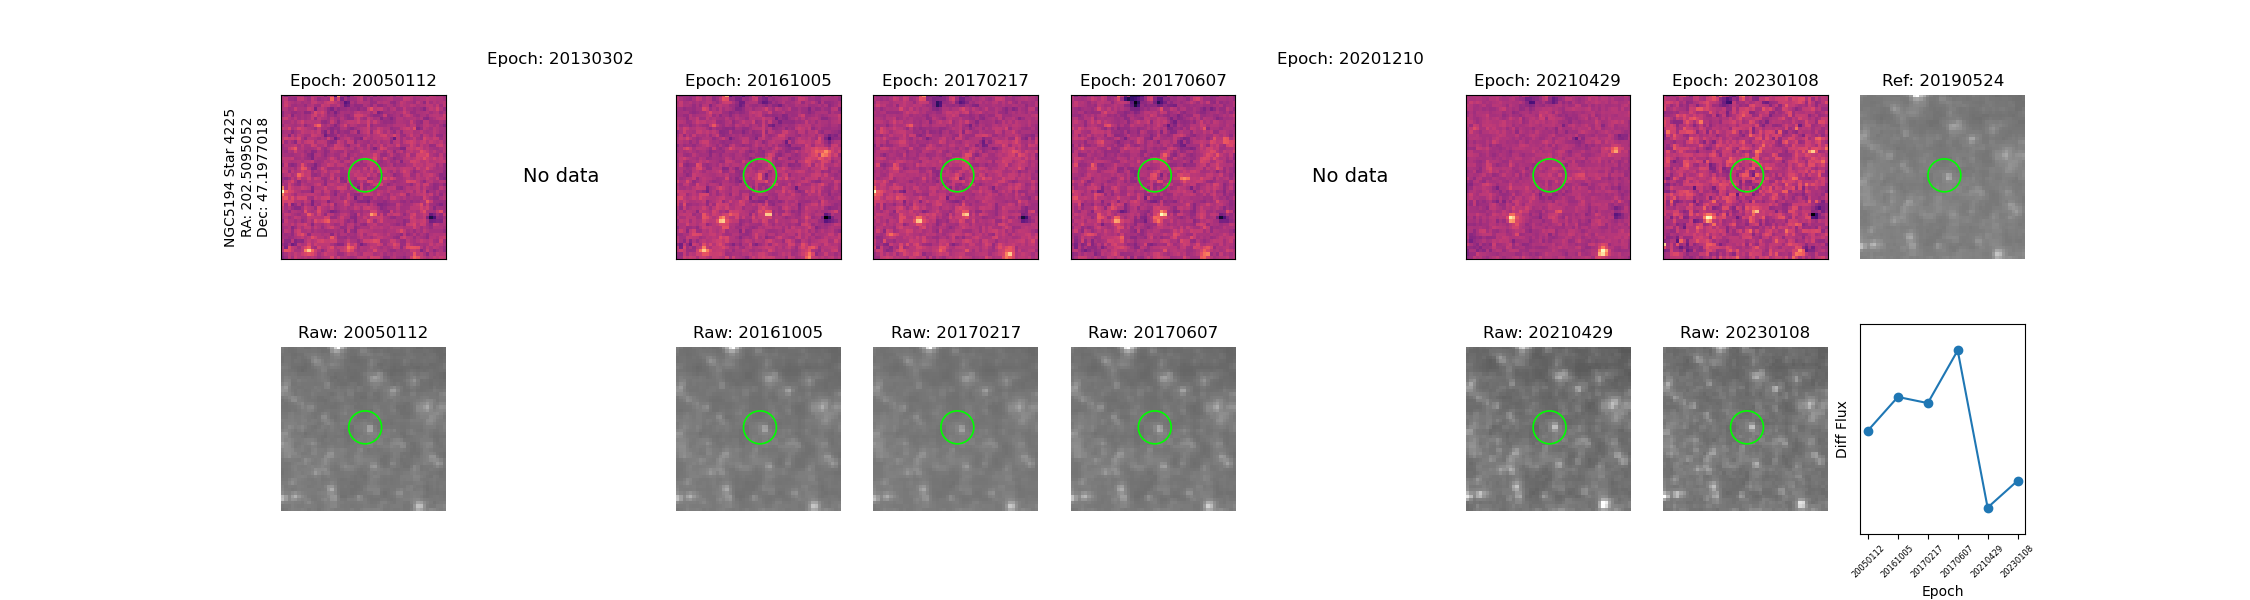 Epoch: 20130302
Epoch: 20201210
Epoch: 20050112
Epoch: 20161005
Epoch: 20170217
Epoch: 20170607
Epoch: 20210429
Epoch: 20230108
Ref: 20190524
NGC5194 Star 4225
RA: 202.5095052
Dec: 47.1977018
No data
No data
Raw: 20050112
Raw: 20161005
Raw: 20170217
Raw: 20170607
Raw: 20210429
Raw: 20230108
Diff Flux
20050112
20161005
20170217
20170607
20210429
20230108
Epoch